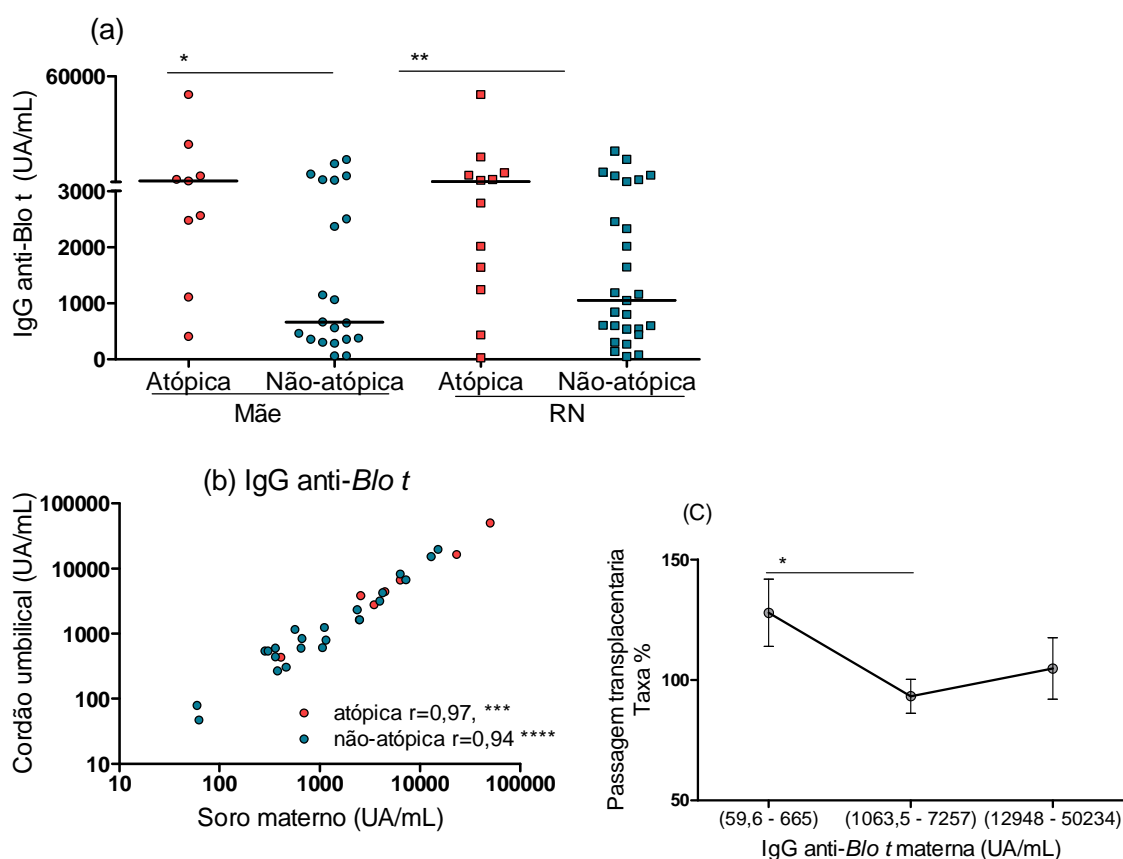 (a)
*
**
60000
3000
2000
1000
0
IgG anti-Blo t (UA/mL)
Atópica Não-atópica Atópica Não-atópica
Mãe RN
(b) IgG anti-Blo t
100000
10000
1000
100
10
Cordão umbilical (UA/mL)
atópica r=0,97, ***
não-atópica r=0,94 ****
10 100 1000 10000 100000
Soro materno (UA/mL)
(C)
*
150
100
50
Passagem transplacentaria
Taxa %
(59,6 - 665) (1063,5 - 7257) (12948 - 50234)
IgG anti-Blo t materna (UA/mL)